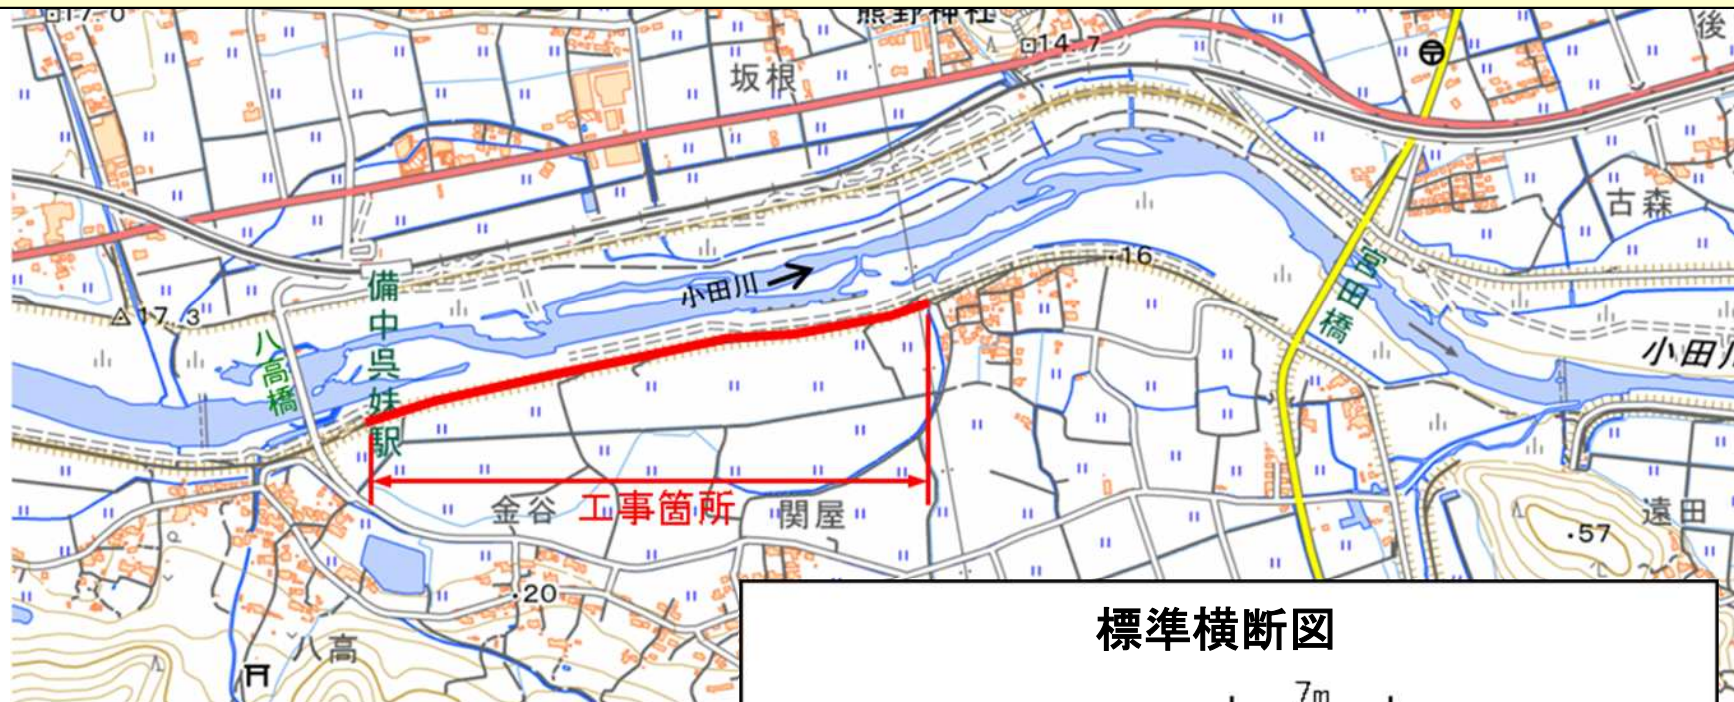 17.0
熊野神社
14.7
後
坂根
古森
16
備中呉妹駅
小田川
宮田橋
17.3
八高橋
小田川
金谷
工事箇所
関屋
遠田
57
20
八高
標準横断図
7m